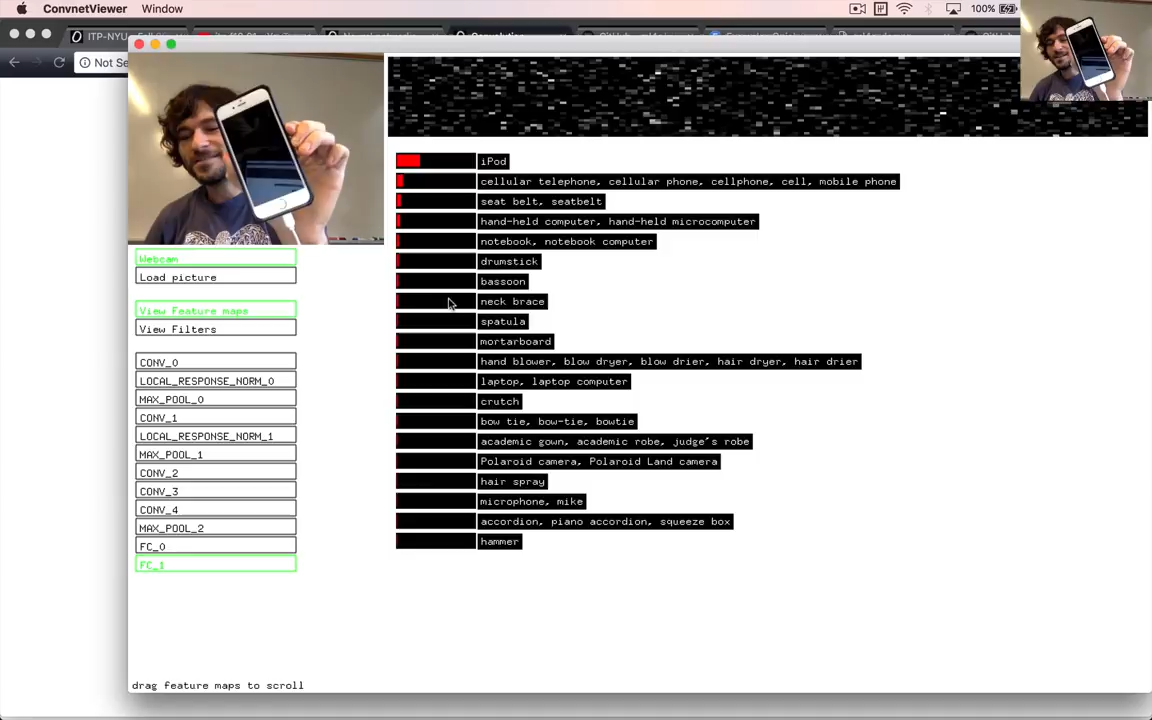 ConvnetViewer Window
100%
ITP-NYU
Not Se
iPod
cellular telephone, cellular phone, cellphone, cell, mobile phone
seat belt, seatbelt
hand-held computer, hand-held microcomputer
notebook, notebook computer
drumstick
bassoon
neck brace
spatula
mortarboard
hand blower, blow dryer, blow drier, hair dryer, hair drier
laptop, laptop computer
crutch
bow tie, bow-tie, bowtie
academic gown, academic robe, judge's robe
Polaroid camera, Polaroid Land camera
hair spray
microphone, mike
accordion, piano accordion, squeeze box
hammer
Webcam
Load picture
View Feature maps
View Filters
CONV_0
LOCAL_RESPONSE_NORM_0
MAX_POOL_0
CONV_1
LOCAL_RESPONSE_NORM_1
MAX_POOL_1
CONV_2
CONV_3
CONV_4
MAX_POOL_2
FC_0
FC_1
drag feature maps to scroll